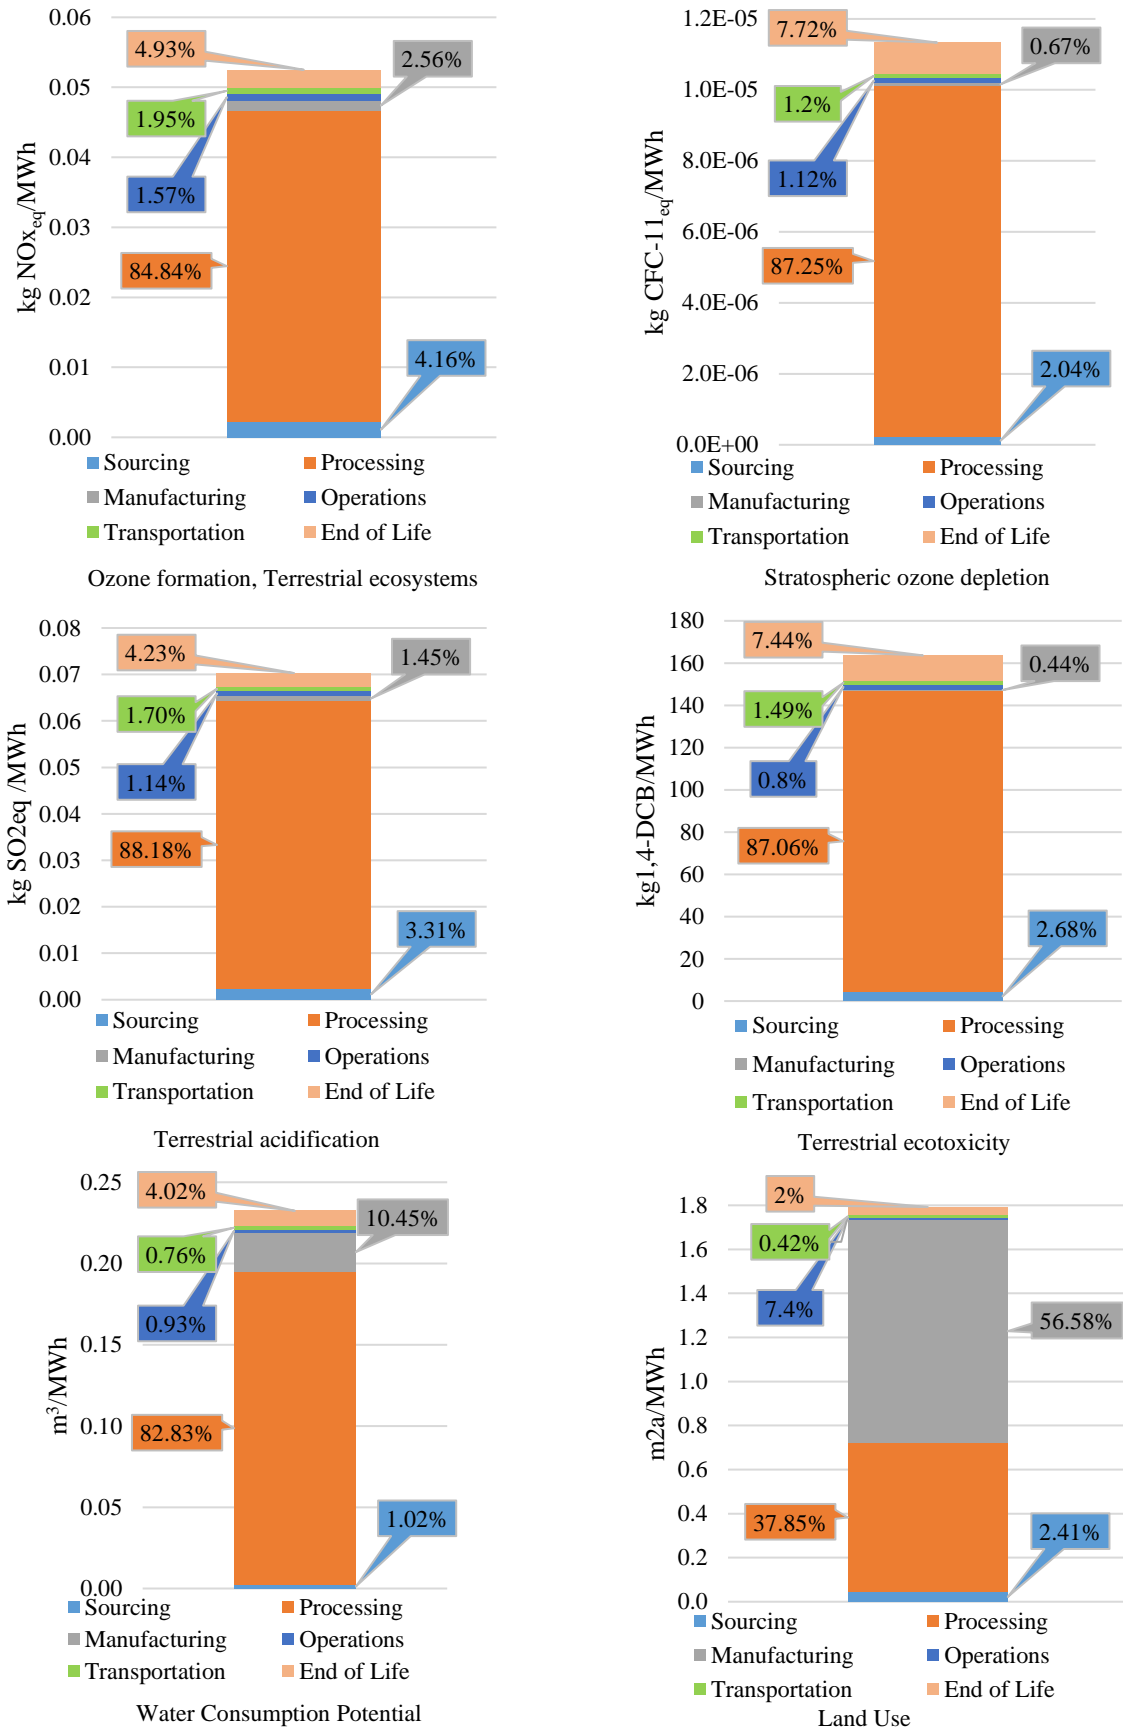 0.06
0.05
0.04
0.03
0.02
0.01
0.00
kg NOx_eq/MWh
4.93%
2.56%
1.95%
1.57%
84.84%
4.16%
Sourcing Processing
Manufacturing Operations
Transportation End of Life
Ozone formation, Terrestrial ecosystems
1.2E-05
1.0E-05
8.0E-06
6.0E-06
4.0E-06
2.0E-06
0.0E+00
kg CFC-11_eq/MWh
7.72%
0.67%
1.2%
1.12%
87.25%
2.04%
Sourcing Processing
Manufacturing Operations
Transportation End of Life
Stratospheric ozone depletion
0.08
0.07
0.06
0.05
0.04
0.03
0.02
0.01
0.00
kg SO2eq /MWh
4.23%
1.45%
1.70%
1.14%
88.18%
3.31%
Sourcing Processing
Manufacturing Operations
Transportation End of Life
Terrestrial acidification
180
160
140
120
100
80
60
40
20
0
kg1,4-DCB/MWh
7.44%
0.44%
1.49%
0.8%
87.06%
2.68%
Sourcing Processing
Manufacturing Operations
Transportation End of Life
Terrestrial ecotoxicity
0.25
0.20
0.15
0.10
0.05
0.00
m³/MWh
4.02%
10.45%
0.76%
0.93%
82.83%
1.02%
Sourcing Processing
Manufacturing Operations
Transportation End of Life
Water Consumption Potential
1.8
1.6
1.4
1.2
1.0
0.8
0.6
0.4
0.2
0.0
m2a/MWh
2%
0.42%
7.4%
56.58%
37.85%
2.41%
Sourcing Processing
Manufacturing Operations
Transportation End of Life
Land Use